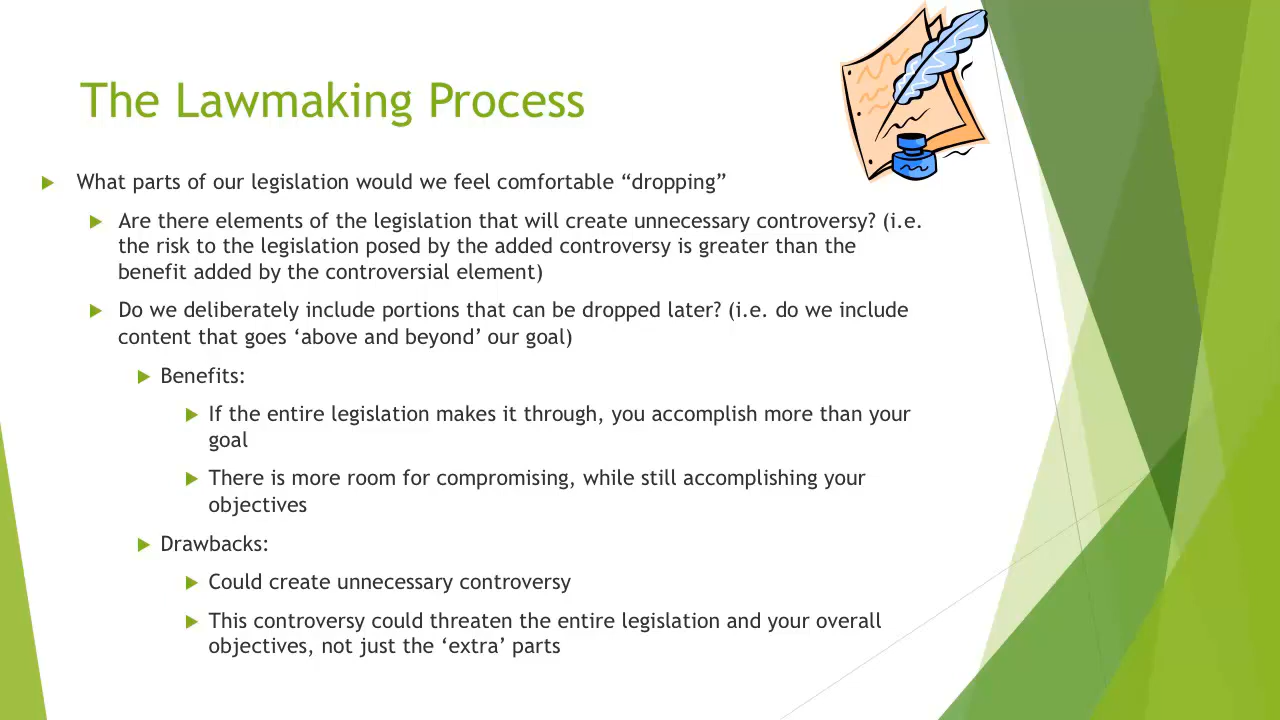 The Lawmaking Process
What parts of our legislation would we feel comfortable “dropping”
Are there elements of the legislation that will create unnecessary controversy? (i.e.
the risk to the legislation posed by the added controversy is greater than the
benefit added by the controversial element)
Do we deliberately include portions that can be dropped later? (i.e. do we include
content that goes ‘above and beyond’ our goal)
Benefits:
If the entire legislation makes it through, you accomplish more than your
goal
There is more room for compromising, while still accomplishing your
objectives
Drawbacks:
Could create unnecessary controversy
This controversy could threaten the entire legislation and your overall
objectives, not just the ‘extra’ parts